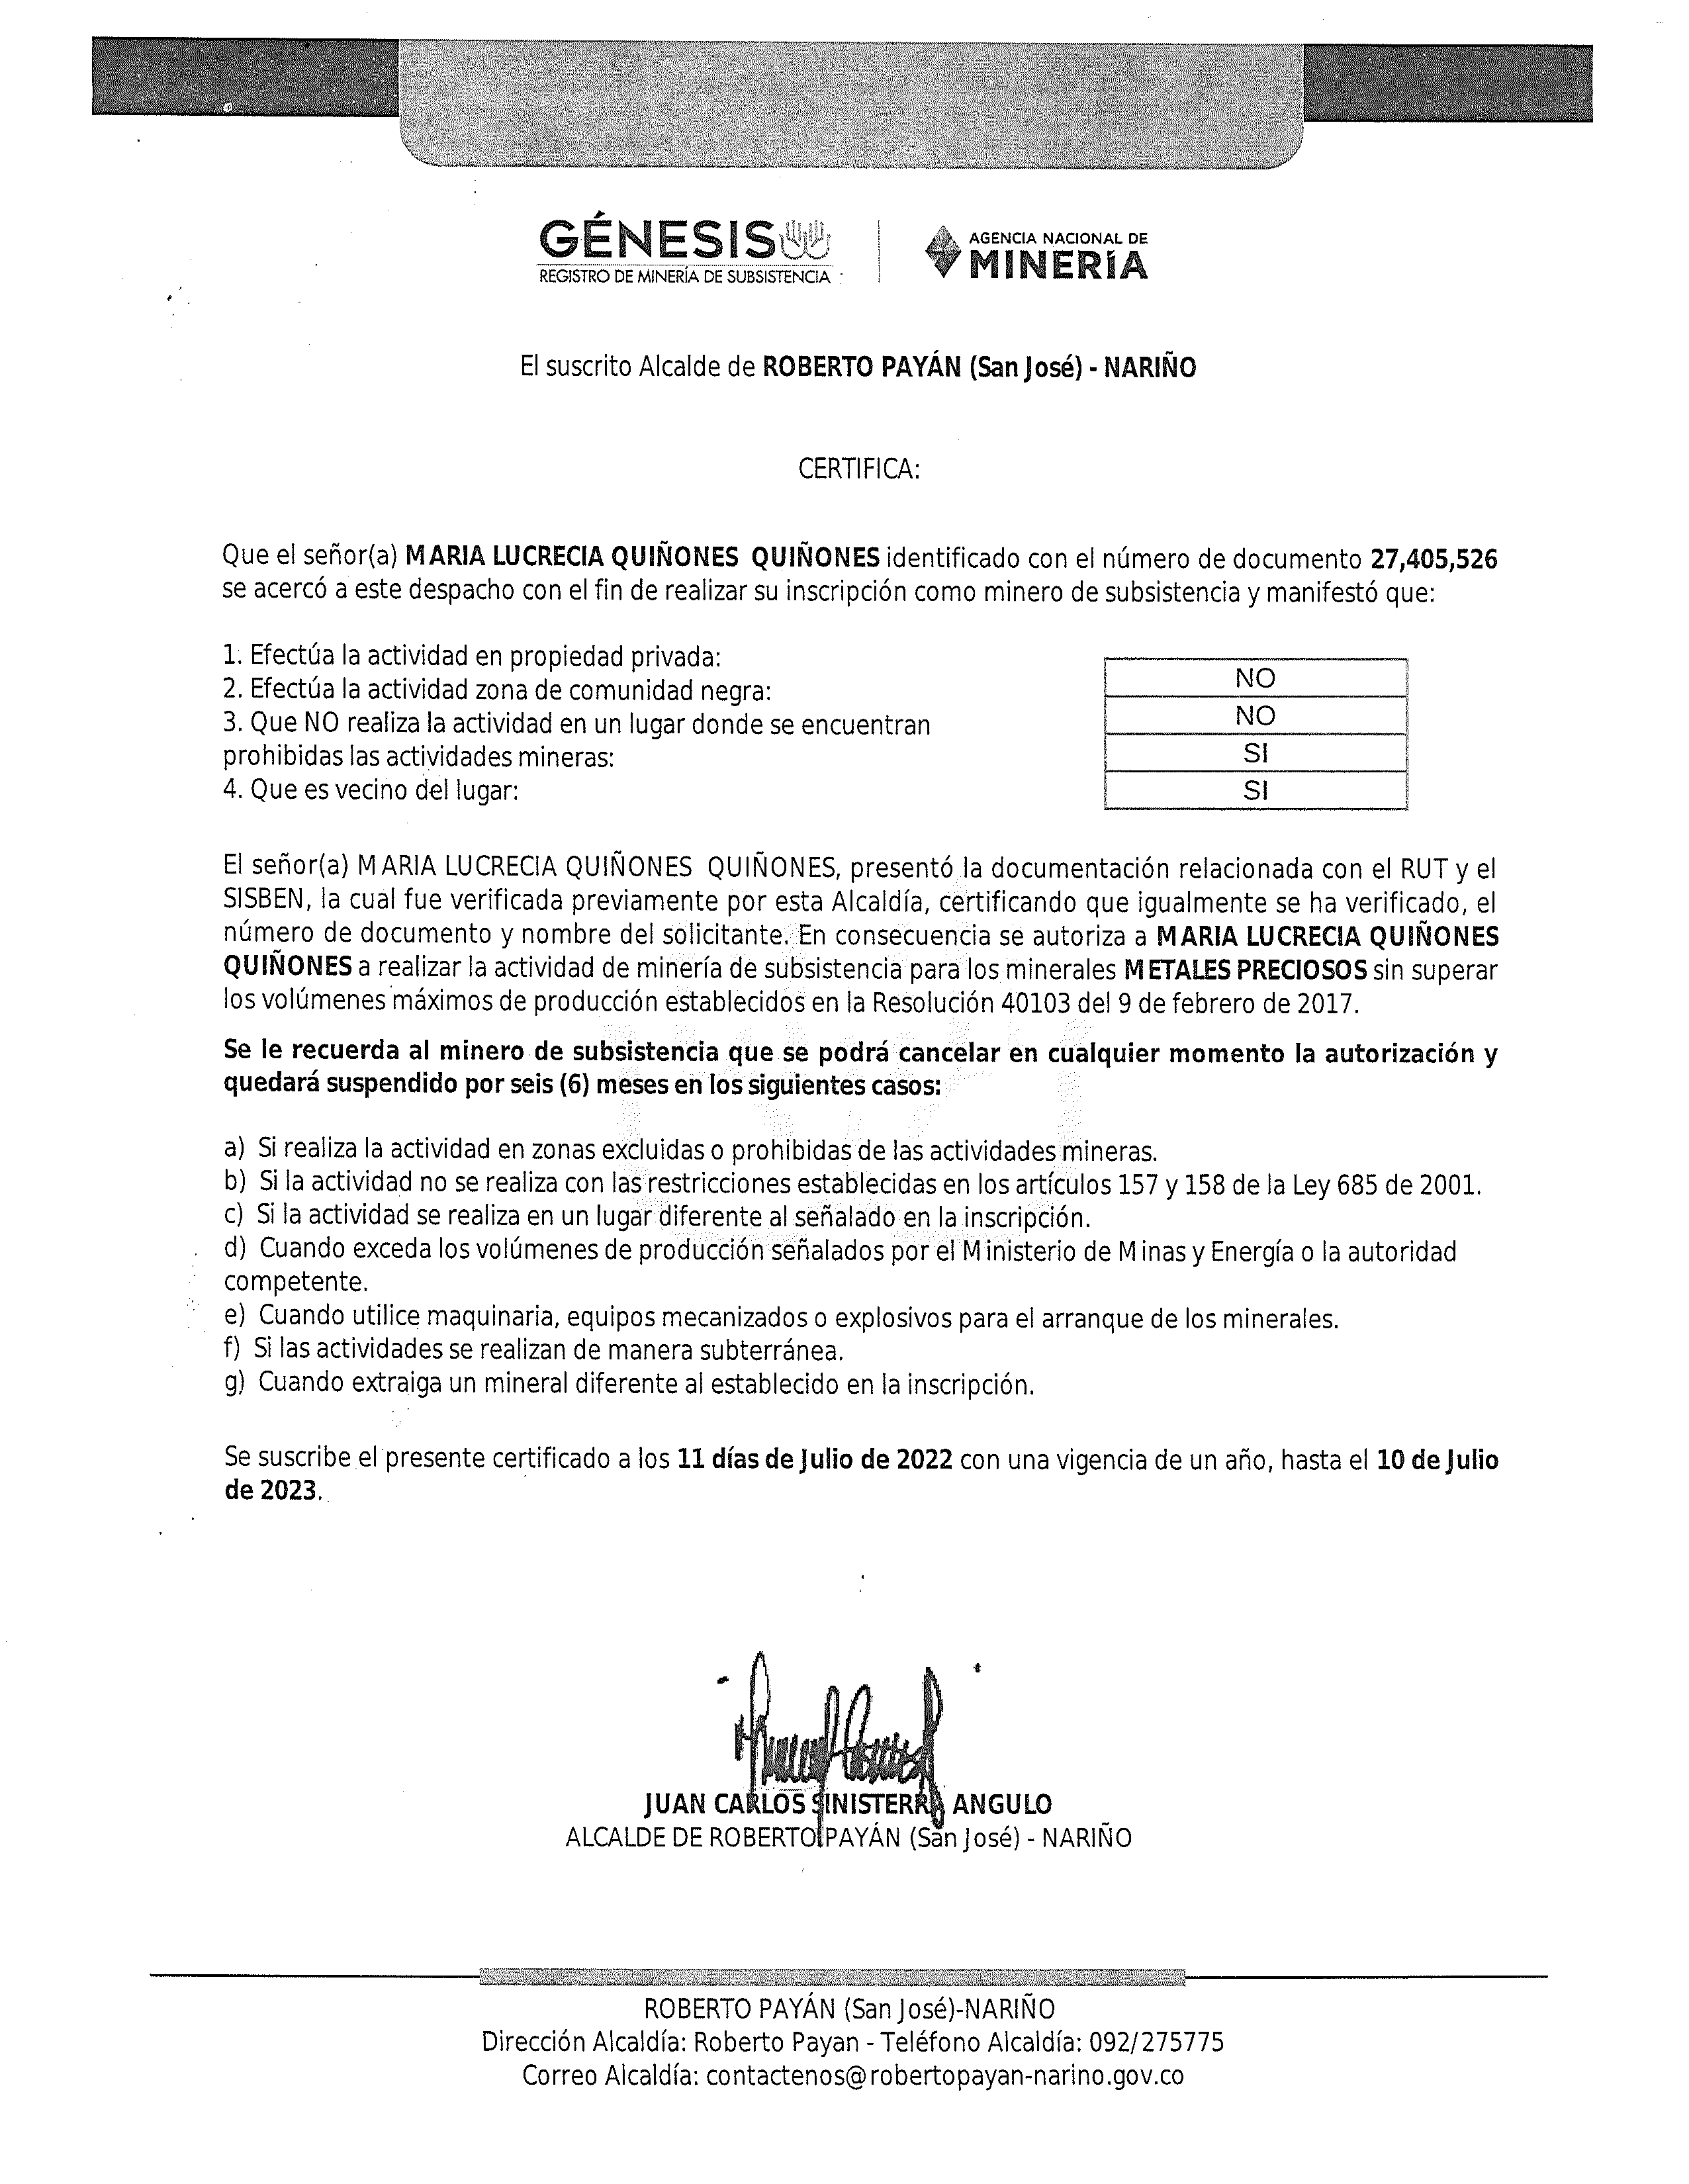 GÉNESIS
REGISTRO DE MINERÍA DE SUBSISTENCIA
AGENCIA NACIONAL DE
MINERÍA
El suscrito Alcalde de ROBERTO PAYÁN (San José) - NARIÑO
CERTIFICA:
Que el señor(a) MARIA LUCRECIA QUIÑONES QUIÑONES identificado con el número de documento 27,405,526
se acercó a este despacho con el fin de realizar su inscripción como minero de subsistencia y manifestó que:
1. Efectúa la actividad en propiedad privada:
NO
2. Efectúa la actividad zona de comunidad negra:
NO
3. Que NO realiza la actividad en un lugar donde se encuentran
prohibidas las actividades mineras:
SI
4. Que es vecino del lugar:
SI
El señor(a) MARIA LUCRECIA QUIÑONES QUIÑONES, presentó la documentación relacionada con el RUT y el
SISBEN, la cual fue verificada previamente por esta Alcaldía, certificando que igualmente se ha verificado, el
número de documento y nombre del solicitante. En consecuencia se autoriza a MARIA LUCRECIA QUIÑONES
QUIÑONES a realizar la actividad de minería de subsistencia para los minerales METALES PRECIOSOS sin superar
los volúmenes máximos de producción establecidos en la Resolución 40103 del 9 de febrero de 2017.
Se le recuerda al minero de subsistencia que se podrá cancelar en cualquier momento la autorización y
quedará suspendido por seis (6) meses en los siguientes casos:
a) Si realiza la actividad en zonas excluidas o prohibidas de las actividades mineras.
b) Si la actividad no se realiza con las restricciones establecidas en los artículos 157 y 158 de la Ley 685 de 2001.
c) Si la actividad se realiza en un lugar diferente al señalado en la inscripción.
d) Cuando exceda los volúmenes de producción señalados por el Ministerio de Minas y Energía o la autoridad
competente.
e) Cuando utilice maquinaria, equipos mecanizados o explosivos para el arranque de los minerales.
f) Si las actividades se realizan de manera subterránea.
g) Cuando extraiga un mineral diferente al establecido en la inscripción.
Se suscribe el presente certificado a los 11 días de Julio de 2022 con una vigencia de un año, hasta el 10 de Julio
de 2023.
JUAN CARLOS SINISTERRA ANGULO
ALCALDE DE ROBERTO PAYÁN (San José) - NARIÑO
ROBERTO PAYÁN (San José)-NARIÑO
Dirección Alcaldía: Roberto Payan - Teléfono Alcaldía: 092/275775
Correo Alcaldía: contactenos@robertopayan-narino.gov.co